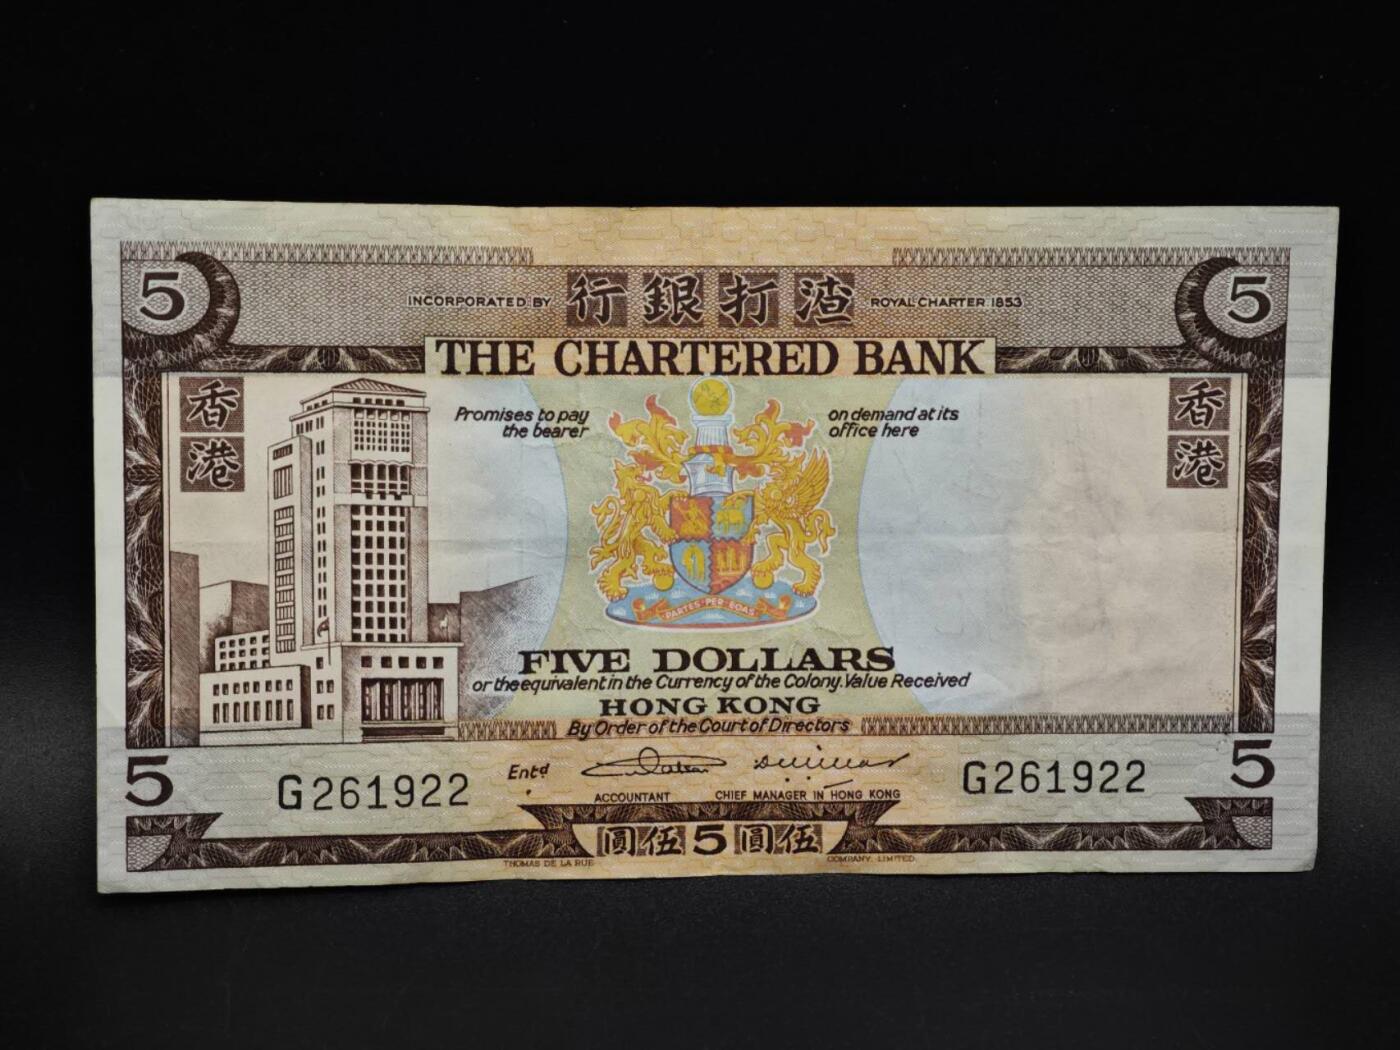 5
INCORPORATED BY 行銀打渣 ROYAL CHARTER 1853
5
THE CHARTERED BANK
香港
香港
Promises to pay
the bearer
on demand at its
office here
PARTES·PER·EOAS
FIVE DOLLARS
or the equivalent in the Currency of the Colony. Value Received
HONG KONG
By Order of the Court of Directors
5
5
G261922
Entd
G261922
ACCOUNTANT
CHIEF MANAGER IN HONG KONG
圓伍5圓伍
THOMAS DE LA RUE
COMPANY, LIMITED.